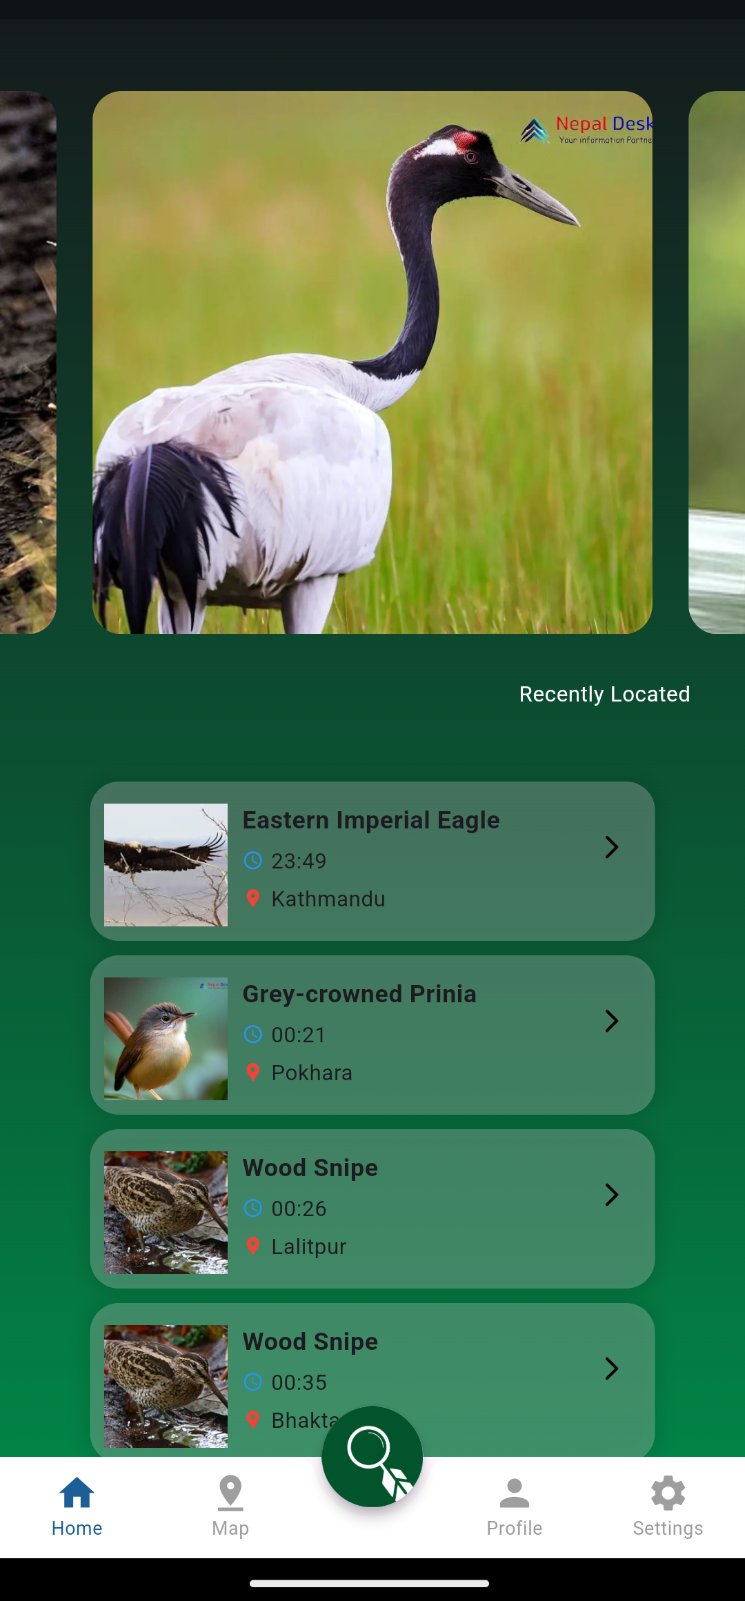 Nepal Desk
Your information Partne
Recently Located
Eastern Imperial Eagle
23:49
Kathmandu
Grey-crowned Prinia
00:21
Pokhara
Wood Snipe
00:26
Lalitpur
Wood Snipe
00:35
Bhakta
Home
Map
Profile
Settings